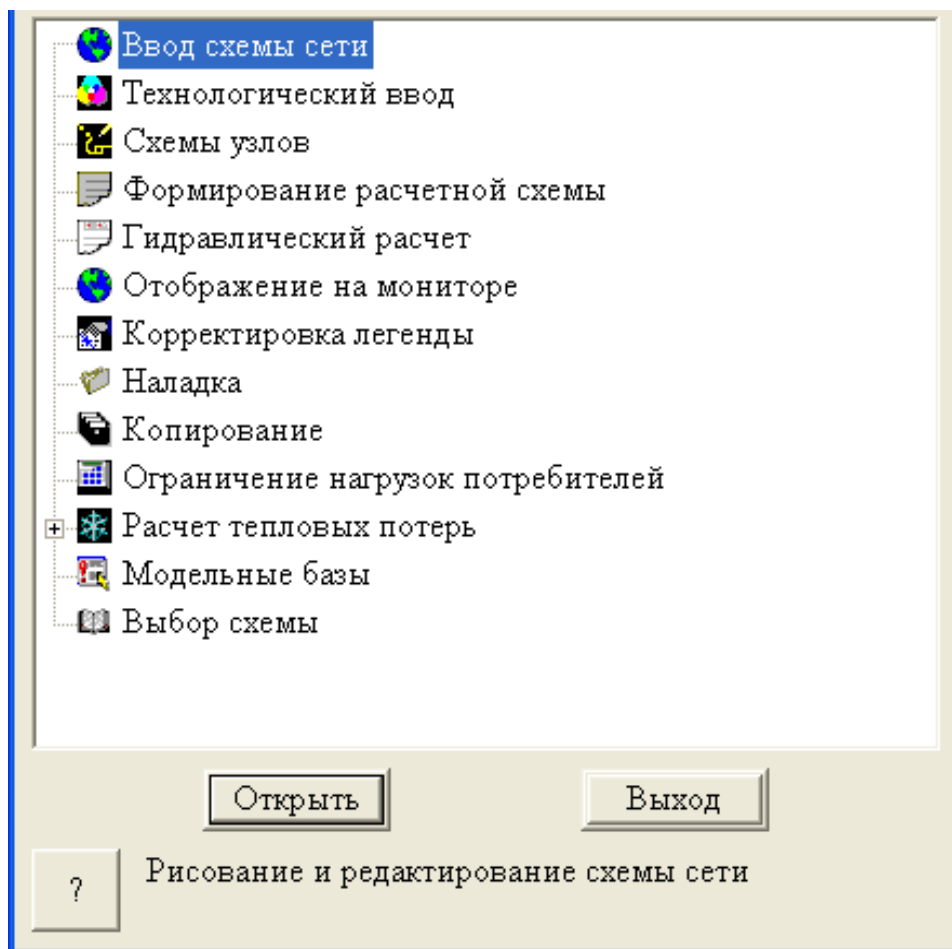 Ввод схемы сети
Технологический ввод
Схемы узлов
Формирование расчетной схемы
Гидравлический расчет
Отображение на мониторе
Корректировка легенды
Наладка
Копирование
Ограничение нагрузок потребителей
Расчет тепловых потерь
Модельные базы
Выбор схемы
Открыть Выход
? Рисование и редактирование схемы сети